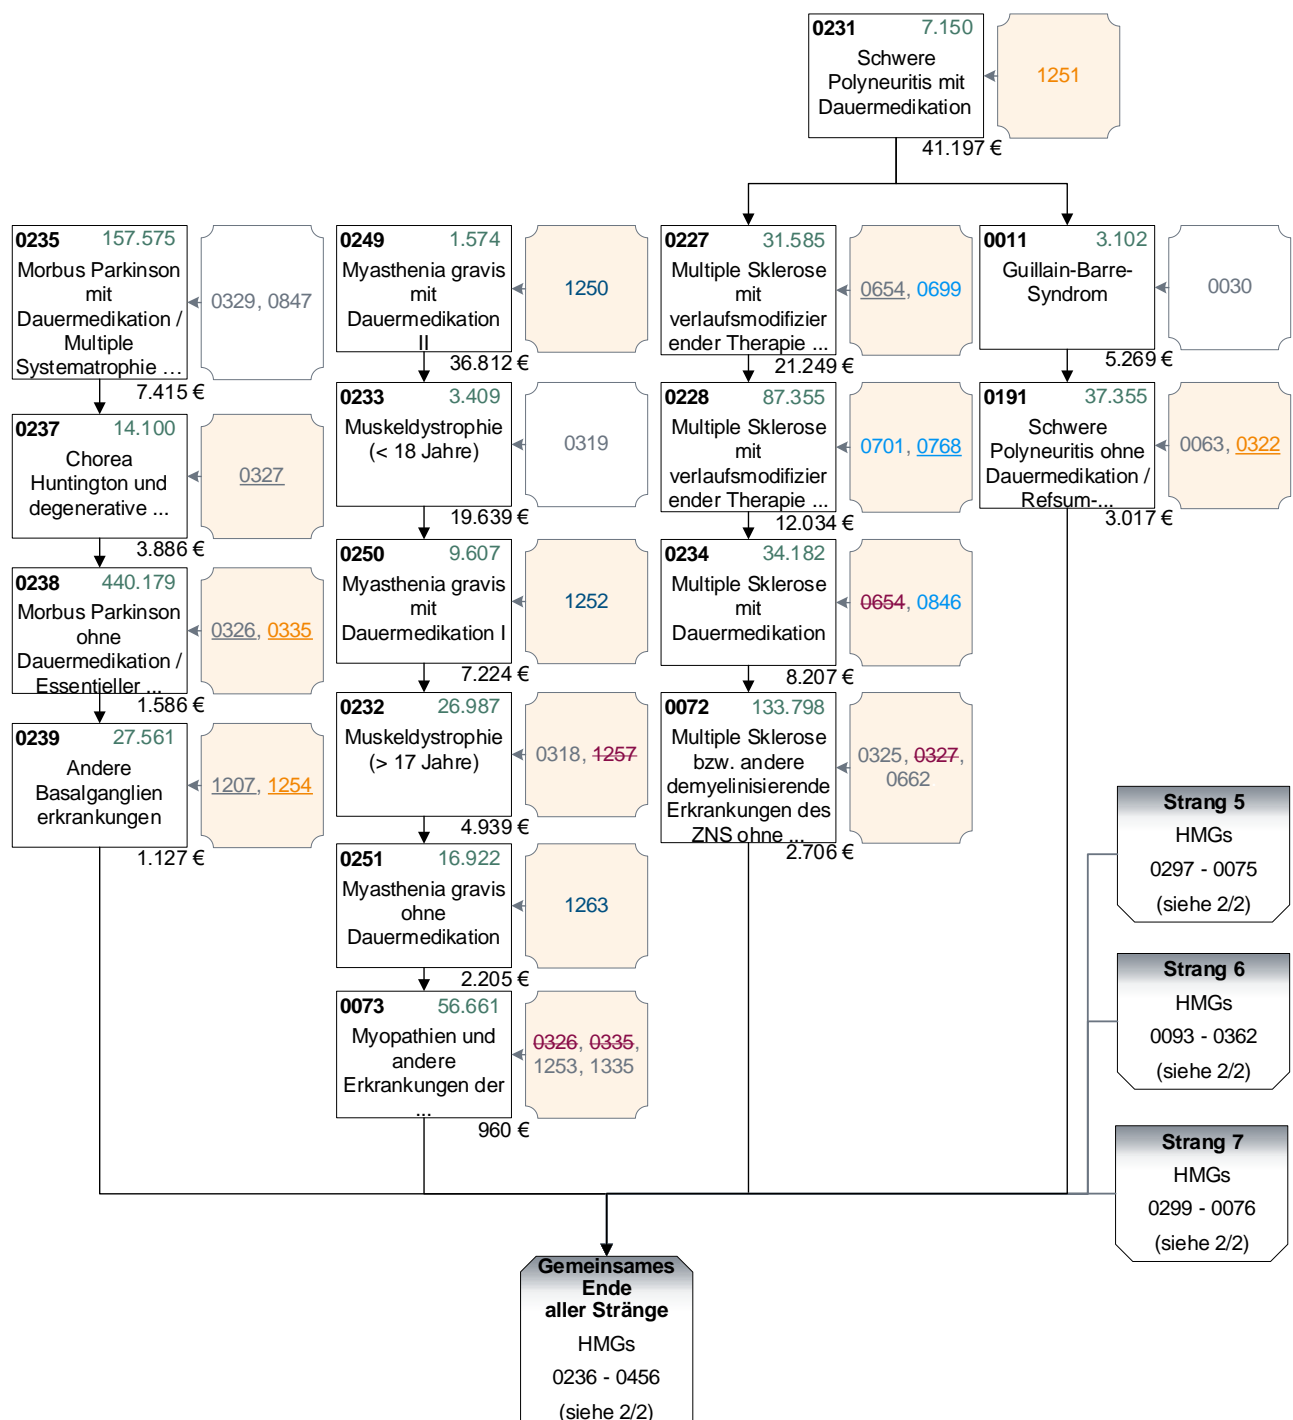 0231 7.150
Schwere
Polyneuritis mit
Dauermedikation
1251
41.197 €
0235 157.575
Morbus Parkinson
mit
Dauermedikation /
Multiple
Systematrophie ...
0329, 0847
7.415 €
0237 14.100
Chorea
Huntington und
degenerative ...
0327
3.886 €
0238 440.179
Morbus Parkinson
ohne
Dauermedikation /
Essentieller ...
0326, 0335
1.586 €
0239 27.561
Andere
Basalganglien
erkrankungen
1207, 1254
1.127 €
0249 1.574
Myasthenia gravis
mit
Dauermedikation
II
1250
36.812 €
0233 3.409
Muskeldystrophie
(< 18 Jahre)
0319
19.639 €
0250 9.607
Myasthenia gravis
mit
Dauermedikation I
1252
7.224 €
0232 26.987
Muskeldystrophie
(> 17 Jahre)
0318, 1257
4.939 €
0251 16.922
Myasthenia gravis
ohne
Dauermedikation
1263
2.205 €
0073 56.661
Myopathien und
andere
Erkrankungen der
...
0326, 0335,
1253, 1335
960 €
0227 31.585
Multiple Sklerose
mit
verlaufsmodifizier
ender Therapie ...
0654, 0699
21.249 €
0228 87.355
Multiple Sklerose
mit
verlaufsmodifizier
ender Therapie ...
0701, 0768
12.034 €
0234 34.182
Multiple Sklerose
mit
Dauermedikation
0654, 0846
8.207 €
0072 133.798
Multiple Sklerose
bzw. andere
demyelinisierende
Erkrankungen des
ZNS ohne ...
0325, 0327,
0662
2.706 €
0011 3.102
Guillain-Barre-
Syndrom
0030
5.269 €
0191 37.355
Schwere
Polyneuritis ohne
Dauermedikation /
Refsum-...
0063, 0322
3.017 €
Strang 5
HMGs
0297 - 0075
(siehe 2/2)
Strang 6
HMGs
0093 - 0362
(siehe 2/2)
Strang 7
HMGs
0299 - 0076
(siehe 2/2)
Gemeinsames
Ende
aller Stränge
HMGs
0236 - 0456
(siehe 2/2)